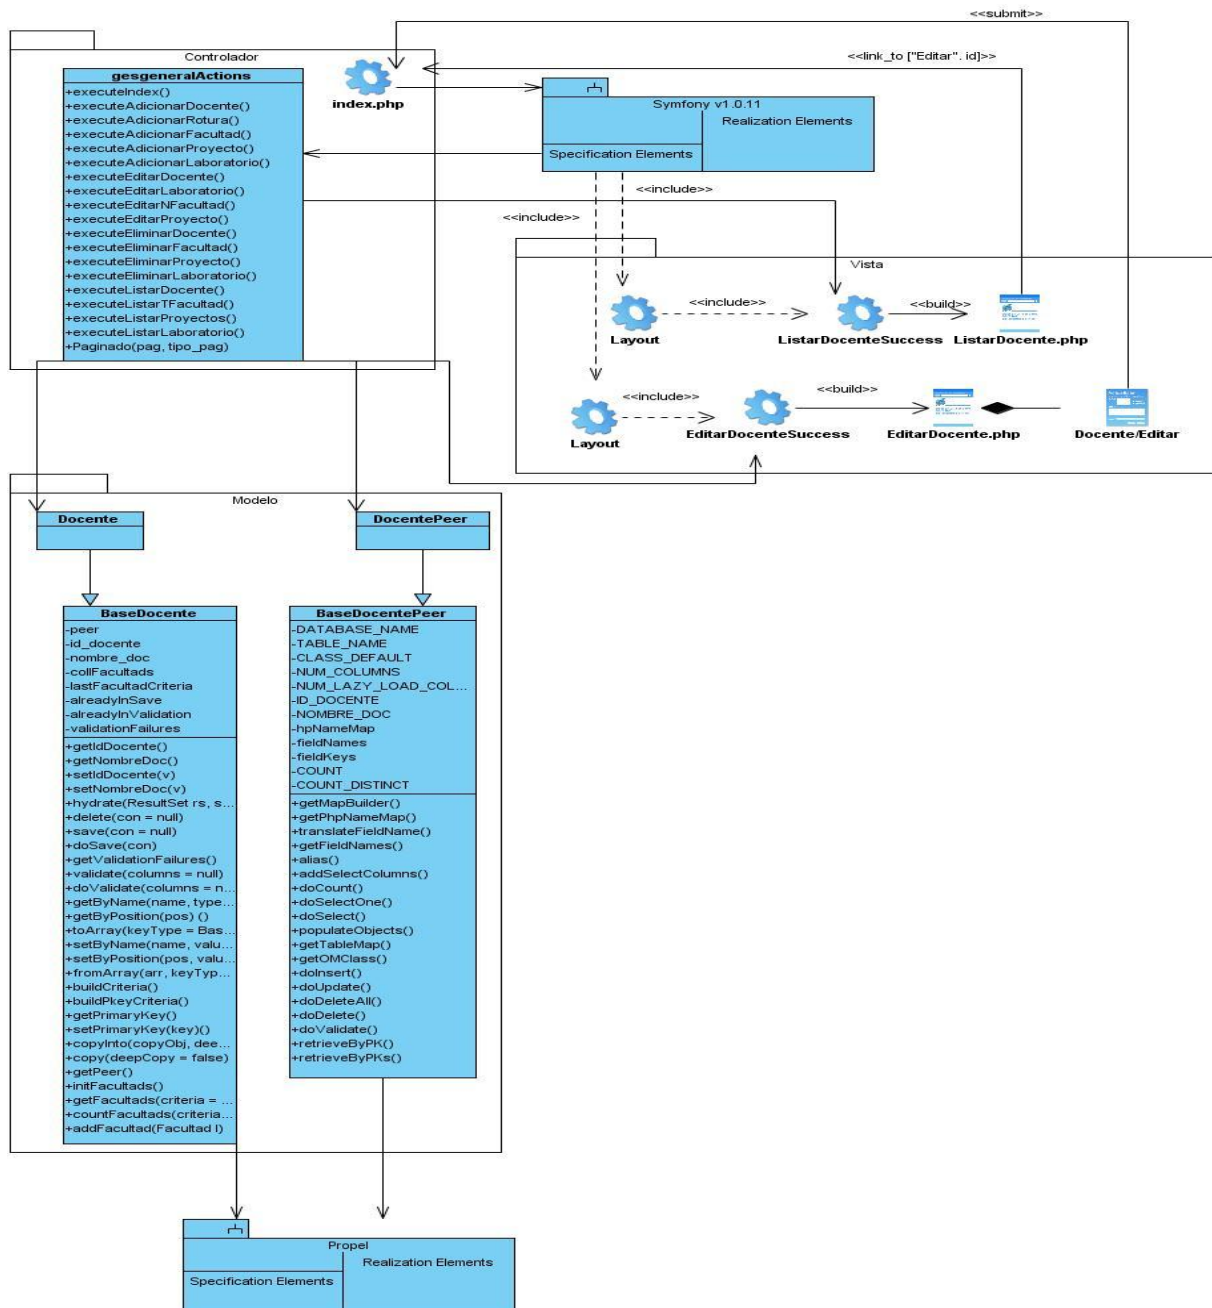 <<submit>>
Controlador
<<link_to ["Editar". id]>>
gesgeneralActions
+executeIndex()
+executeAdicionarDocente()
+executeAdicionarRotura()
+executeAdicionarFacultad()
+executeAdicionarProyecto()
+executeAdicionarLaboratorio()
+executeEditarDocente()
+executeEditarLaboratorio()
+executeEditarNFacultad()
+executeEditarProyecto()
+executeEliminarDocente()
+executeEliminarFacultad()
+executeEliminarProyecto()
+executeEliminarLaboratorio()
+executeListarDocente()
+executeListarTFacultad()
+executeListarProyectos()
+executeListarLaboratorio()
+Paginado(pag, tipo_pag)
index.php
Symfony v1.0.11
Realization Elements
Specification Elements
<<include>>
<<include>>
Vista
<<include>>
<<build>>
Layout
ListarDocenteSuccess
ListarDocente.php
<<include>>
<<build>>
Layout
EditarDocenteSuccess
EditarDocente.php
Docente/Editar
Modelo
Docente
DocentePeer
BaseDocente
-peer
-id_docente
-nombre_doc
-collFacultads
-lastFacultadCriteria
-alreadyInSave
-alreadyInValidation
-validationFailures
+getIdDocente()
+getNombreDoc()
+setIdDocente(v)
+setNombreDoc(v)
+hydrate(ResultSet rs, s...
+delete(con = null)
+save(con = null)
+doSave(con)
+getValidationFailures()
+validate(columns = null)
+doValidate(columns = n...
+getByName(name, type...
+getByPosition(pos) ()
+toArray(keyType = Bas...
+setByName(name, valu...
+setByPosition(pos, valu...
+fromArray(arr, keyTyp...
+buildCriteria()
+buildPkeyCriteria()
+getPrimaryKey()
+setPrimaryKey(key)()
+copyInto(copyObj, dee...
+copy(deepCopy = false)
+getPeer()
+initFacultads()
+getFacultads(criteria = ...
+countFacultads(criteria...
+addFacultad(Facultad l)
BaseDocentePeer
-DATABASE_NAME
-TABLE_NAME
-CLASS_DEFAULT
-NUM_COLUMNS
-NUM_LAZY_LOAD_COL...
-ID_DOCENTE
-NOMBRE_DOC
-hpNameMap
-fieldNames
-fieldKeys
-COUNT
-COUNT_DISTINCT
+getMapBuilder()
+getPhpNameMap()
+translateFieldName()
+getFieldNames()
+alias()
+addSelectColumns()
+doCount()
+doSelectOne()
+doSelect()
+populateObjects()
+getTableMap()
+getOMClass()
+doInsert()
+doUpdate()
+doDeleteAll()
+doDelete()
+doValidate()
+retrieveByPK()
+retrieveByPKs()
Propel
Realization Elements
Specification Elements